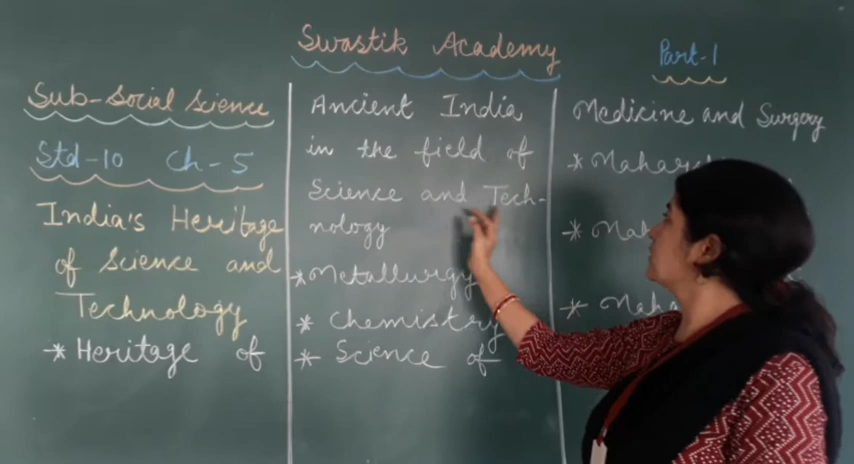 Swastik Academy
Part-1
Sub-Social Science
Std-10 Ch-5
India's Heritage
of Science and
Technology
* Heritage of
Ancient India
in the field of
Science and Tech-
nology
* Metallurgy
* Chemistry
* Science of
Medicine and Surgery
*
*
*